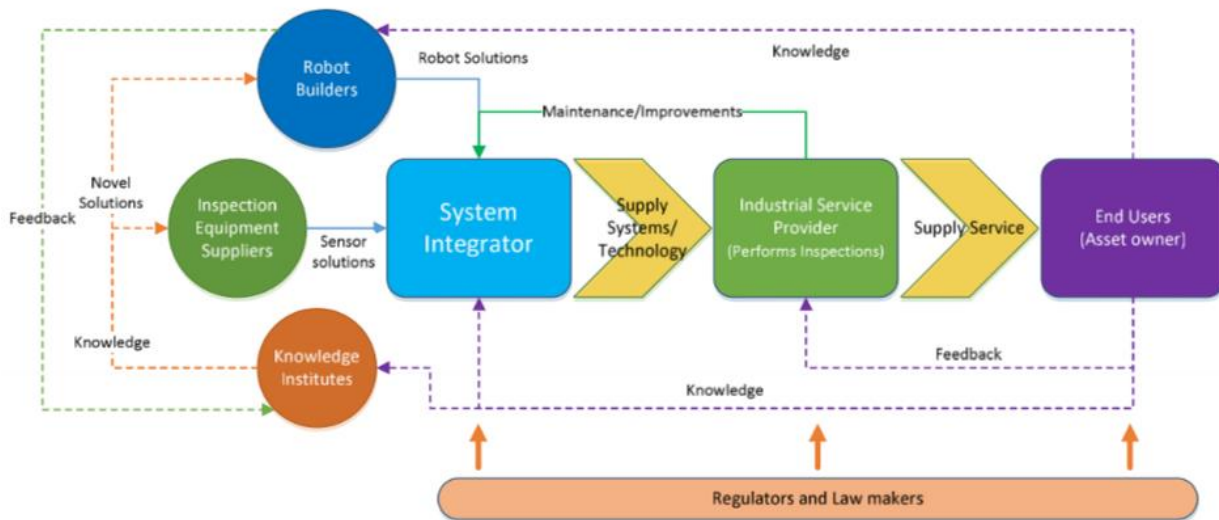 Knowledge
Robot
Builders
Robot Solutions
Maintenance/Improvements
Novel
Solutions
Feedback
Inspection
Equipment
Suppliers
Sensor
solutions
System
Integrator
Supply
Systems/
Technology
Industrial Service
Provider
(Performs Inspections)
Supply Service
End Users
(Asset owner)
Knowledge
Knowledge
Institutes
Feedback
Knowledge
Regulators and Law makers